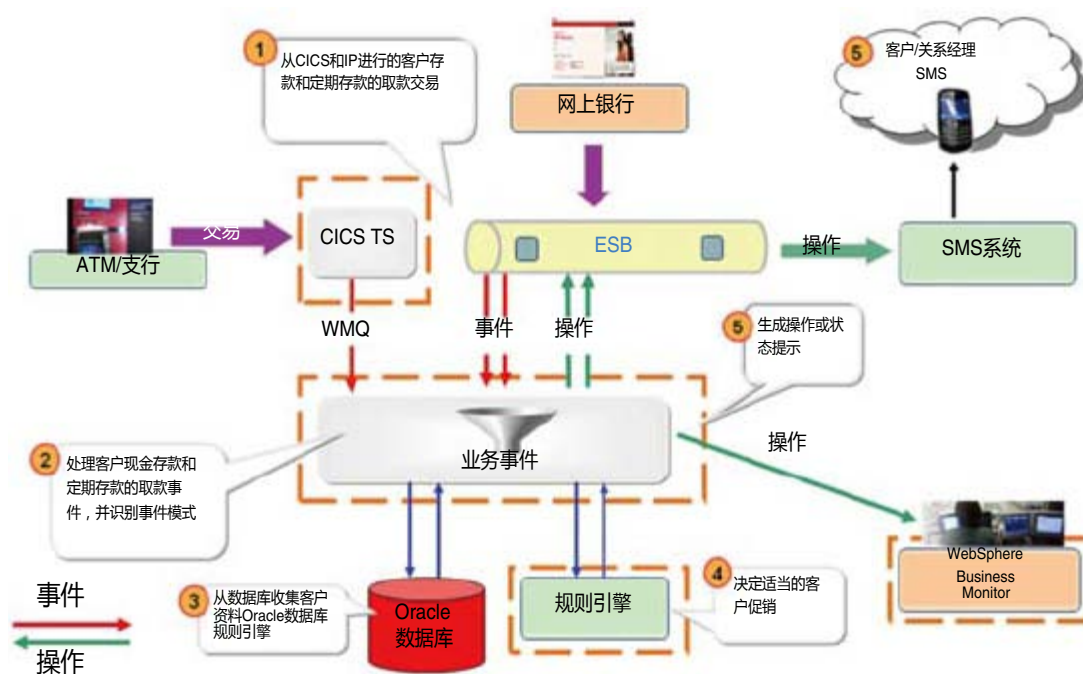 1
从CICS和IP进行的客户存
款和定期存款的取款交易
网上银行
5
客户/关系经理
SMS
ATM/支行
交易
CICS TS
ESB
操作
SMS系统
WMQ
事件
操作
5
生成操作或状
态提示
2
处理客户现金存款和
定期存款的取款事
件，并识别事件模式
业务事件
操作
WebSphere
Business
Monitor
事件
操作
3
从数据库收集客户
资料Oracle数据库
规则引擎
Oracle
数据库
规则引擎
4
决定适当的客
户促销